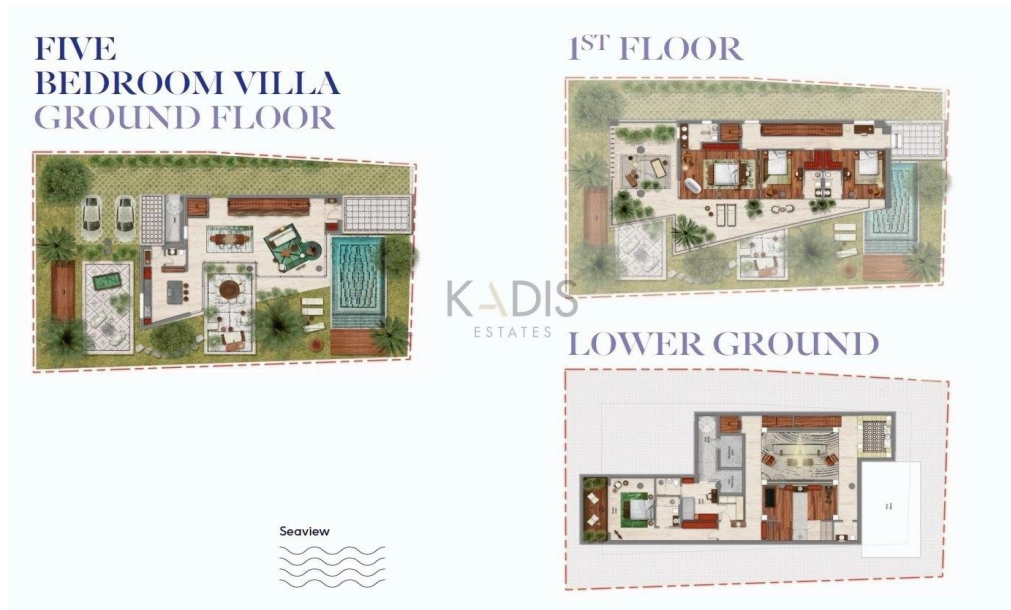 FIVE
BEDROOM VILLA
GROUND FLOOR
1ST FLOOR
KADIS
ESTATES
LOWER GROUND
Seaview